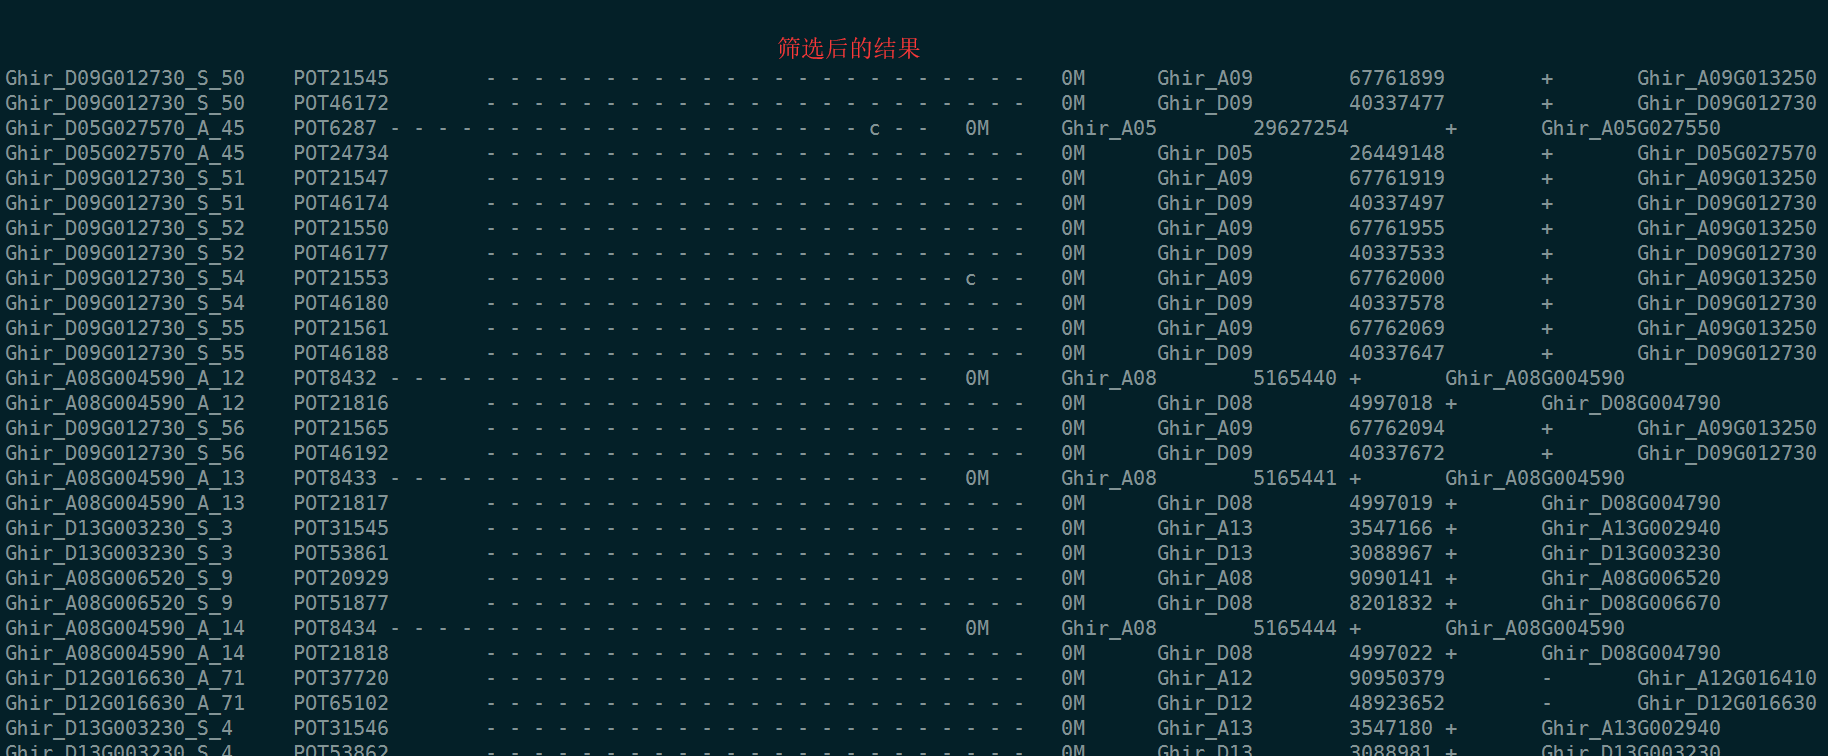 筛选后的结果
Ghir_D09G012730_S_50 POT21545 - - - - - - - - - - - - - - - - - - - - - - - 0M Ghir_A09 67761899 + Ghir_A09G013250
Ghir_D09G012730_S_50 POT46172 - - - - - - - - - - - - - - - - - - - - - - - 0M Ghir_D09 40337477 + Ghir_D09G012730
Ghir_D05G027570_A_45 POT6287 - - - - - - - - - - - - - - - - - - - - c - - 0M Ghir_A05 29627254 + Ghir_A05G027550
Ghir_D05G027570_A_45 POT24734 - - - - - - - - - - - - - - - - - - - - - - - 0M Ghir_D05 26449148 + Ghir_D05G027570
Ghir_D09G012730_S_51 POT21547 - - - - - - - - - - - - - - - - - - - - - - - 0M Ghir_A09 67761919 + Ghir_A09G013250
Ghir_D09G012730_S_51 POT46174 - - - - - - - - - - - - - - - - - - - - - - - 0M Ghir_D09 40337497 + Ghir_D09G012730
Ghir_D09G012730_S_52 POT21550 - - - - - - - - - - - - - - - - - - - - - - - 0M Ghir_A09 67761955 + Ghir_A09G013250
Ghir_D09G012730_S_52 POT46177 - - - - - - - - - - - - - - - - - - - - - - - 0M Ghir_D09 40337533 + Ghir_D09G012730
Ghir_D09G012730_S_54 POT21553 - - - - - - - - - - - - - - - - - - - - c - - 0M Ghir_A09 67762000 + Ghir_A09G013250
Ghir_D09G012730_S_54 POT46180 - - - - - - - - - - - - - - - - - - - - - - - 0M Ghir_D09 40337578 + Ghir_D09G012730
Ghir_D09G012730_S_55 POT21561 - - - - - - - - - - - - - - - - - - - - - - - 0M Ghir_A09 67762069 + Ghir_A09G013250
Ghir_D09G012730_S_55 POT46188 - - - - - - - - - - - - - - - - - - - - - - - 0M Ghir_D09 40337647 + Ghir_D09G012730
Ghir_A08G004590_A_12 POT8432 - - - - - - - - - - - - - - - - - - - - - - - 0M Ghir_A08 5165440 + Ghir_A08G004590
Ghir_A08G004590_A_12 POT21816 - - - - - - - - - - - - - - - - - - - - - - - 0M Ghir_D08 4997018 + Ghir_D08G004790
Ghir_D09G012730_S_56 POT21565 - - - - - - - - - - - - - - - - - - - - - - - 0M Ghir_A09 67762094 + Ghir_A09G013250
Ghir_D09G012730_S_56 POT46192 - - - - - - - - - - - - - - - - - - - - - - - 0M Ghir_D09 40337672 + Ghir_D09G012730
Ghir_A08G004590_A_13 POT8433 - - - - - - - - - - - - - - - - - - - - - - - 0M Ghir_A08 5165441 + Ghir_A08G004590
Ghir_A08G004590_A_13 POT21817 - - - - - - - - - - - - - - - - - - - - - - - 0M Ghir_D08 4997019 + Ghir_D08G004790
Ghir_D13G003230_S_3 POT31545 - - - - - - - - - - - - - - - - - - - - - - - 0M Ghir_A13 3547166 + Ghir_A13G002940
Ghir_D13G003230_S_3 POT53861 - - - - - - - - - - - - - - - - - - - - - - - 0M Ghir_D13 3088967 + Ghir_D13G003230
Ghir_A08G006520_S_9 POT20929 - - - - - - - - - - - - - - - - - - - - - - - 0M Ghir_A08 9090141 + Ghir_A08G006520
Ghir_A08G006520_S_9 POT51877 - - - - - - - - - - - - - - - - - - - - - - - 0M Ghir_D08 8201832 + Ghir_D08G006670
Ghir_A08G004590_A_14 POT8434 - - - - - - - - - - - - - - - - - - - - - - - 0M Ghir_A08 5165444 + Ghir_A08G004590
Ghir_A08G004590_A_14 POT21818 - - - - - - - - - - - - - - - - - - - - - - - 0M Ghir_D08 4997022 + Ghir_D08G004790
Ghir_D12G016630_A_71 POT37720 - - - - - - - - - - - - - - - - - - - - - - - 0M Ghir_A12 90950379 - Ghir_A12G016410
Ghir_D12G016630_A_71 POT65102 - - - - - - - - - - - - - - - - - - - - - - - 0M Ghir_D12 48923652 - Ghir_D12G016630
Ghir_D13G003230_S_4 POT31546 - - - - - - - - - - - - - - - - - - - - - - - 0M Ghir_A13 3547180 + Ghir_A13G002940
Ghir_D13G003230_S_4 POT53862 - - - - - - - - - - - - - - - - - - - - - - - 0M Ghir_D13 3088981 + Ghir_D13G003230